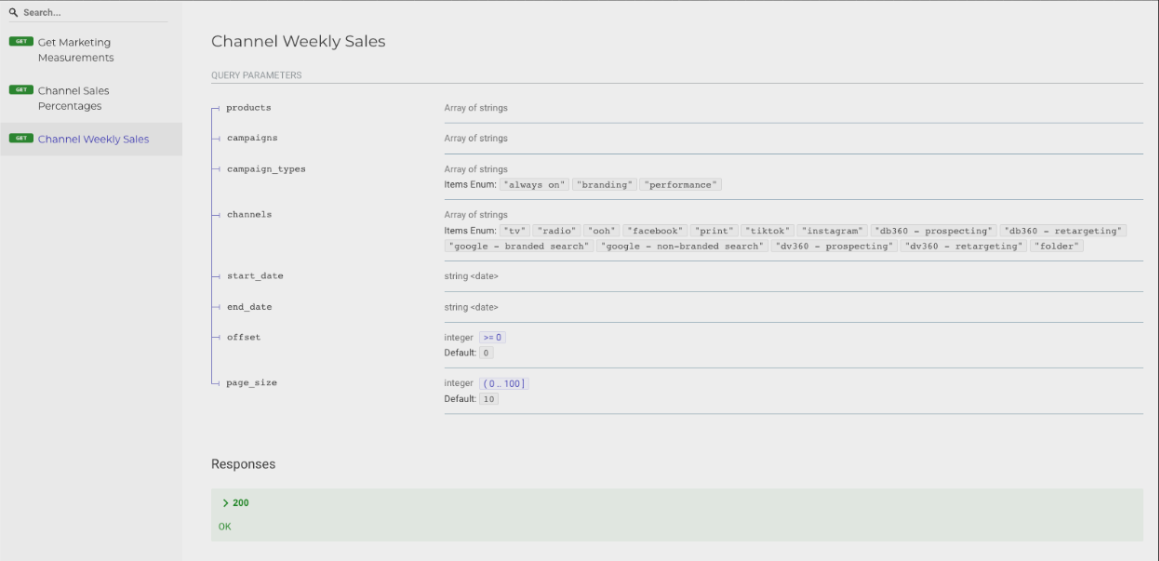 Search...
GET Get Marketing
Measurements
GET Channel Sales
Percentages
GET Channel Weekly Sales
Channel Weekly Sales
QUERY PARAMETERS
products Array of strings
campaigns Array of strings
campaign_types Array of strings
Items Enum: "always on" "branding" "performance"
channels Array of strings
Items Enum: "tv" "radio" "ooh" "facebook" "print" "tiktok" "instagram" "db360 - prospecting" "db360 - retargeting"
"google - branded search" "google - non-branded search" "dv360 - prospecting" "dv360 - retargeting" "folder"
start_date string <date>
end_date string <date>
offset integer >= 0
Default: 0
page_size integer ( 0 .. 100 ]
Default: 10
Responses
200
OK